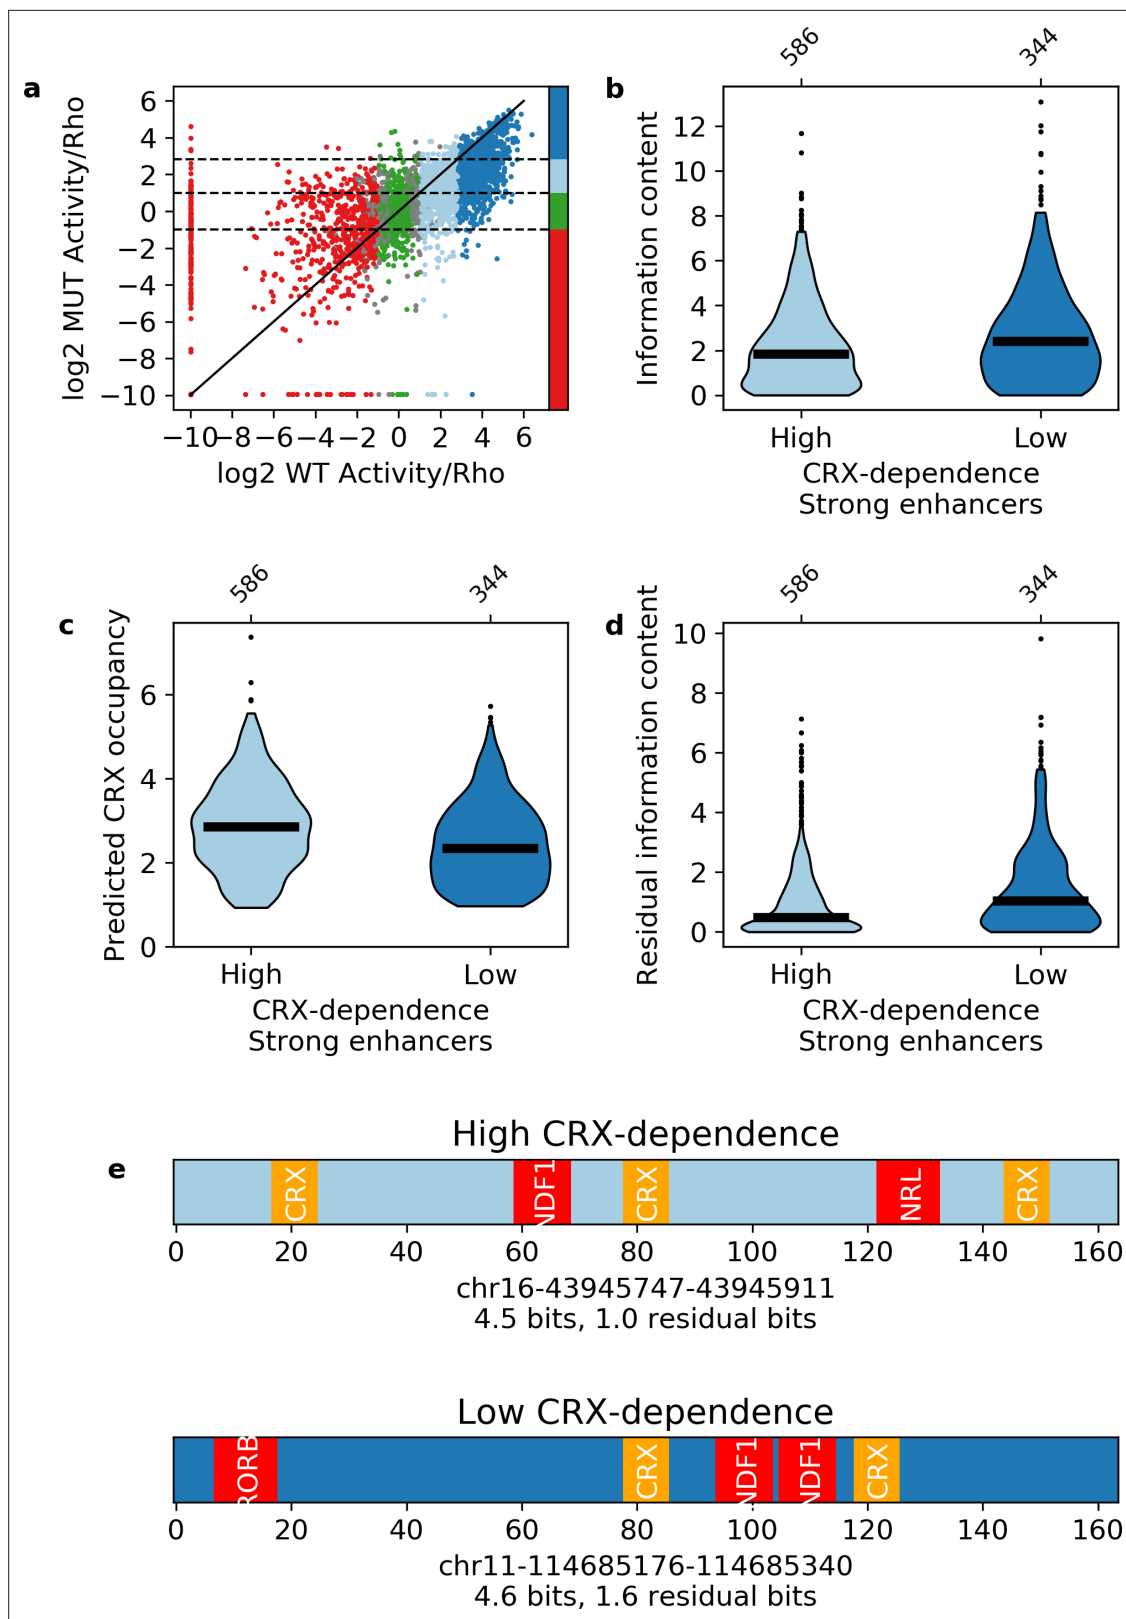 a
log2 MUT Activity/Rho
6
4
2
0
−2
−4
−6
−8
−10
−10 −8 −6 −4 −2 0 2 4 6
log2 WT Activity/Rho
b
586 344
Information content
12
10
8
6
4
2
0
High Low
CRX-dependence
Strong enhancers
c
586 344
Predicted CRX occupancy
6
4
2
0
High Low
CRX-dependence
Strong enhancers
d
586 344
Residual information content
10
8
6
4
2
0
High Low
CRX-dependence
Strong enhancers
e
High CRX-dependence
CRX NDF1 CRX NRL CRX
0 20 40 60 80 100 120 140 160
chr16-43945747-43945911
4.5 bits, 1.0 residual bits
Low CRX-dependence
RORB CRX NDF1 NDF1 CRX
0 20 40 60 80 100 120 140 160
chr11-114685176-114685340
4.6 bits, 1.6 residual bits